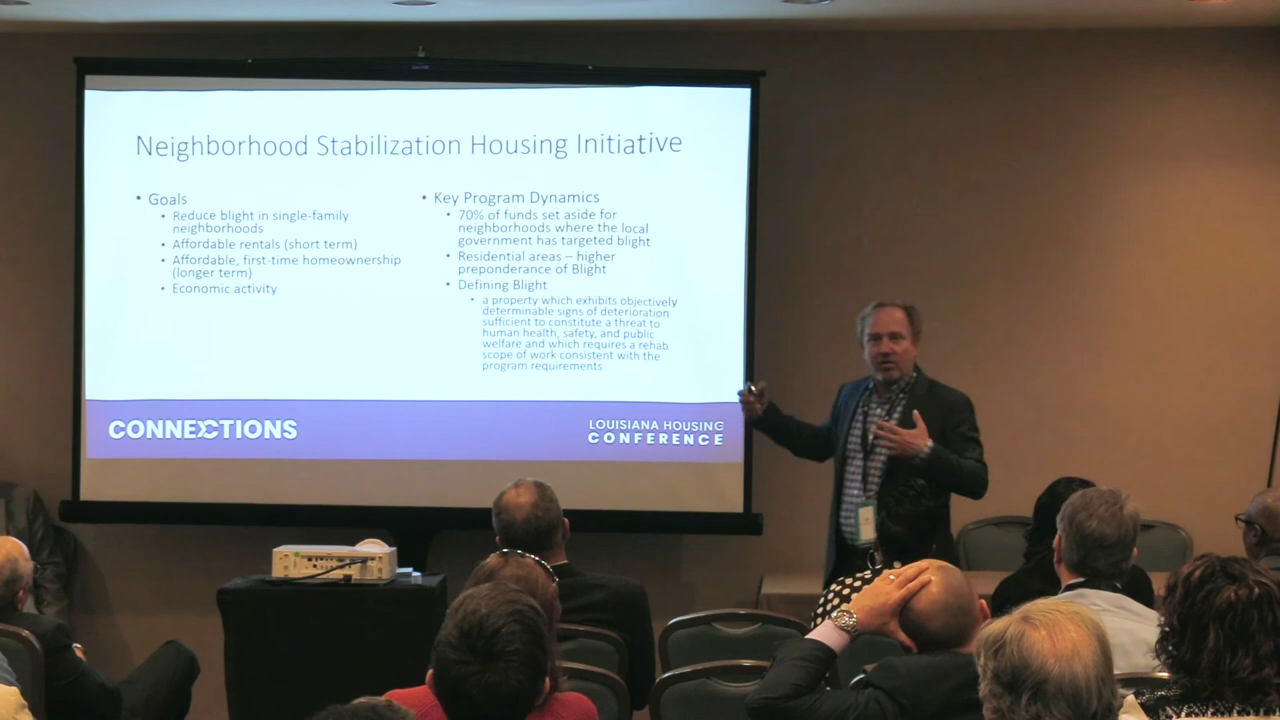 Neighborhood Stabilization Housing Initiative
• Goals
• Reduce blight in single-family
neighborhoods
• Affordable rentals (short term)
• Affordable, first-time homeownership
(longer term)
• Economic activity
• Key Program Dynamics
• 70% of funds set aside for
neighborhoods where the local
government has targeted blight
• Residential areas – higher
preponderance of Blight
• Defining Blight
• a property which exhibits objectively
determinable signs of deterioration
sufficient to constitute a threat to
human health, safety, and public
welfare and which requires a rehab
scope of work consistent with the
program requirements
CONNECTIONS
LOUISIANA HOUSING
CONFERENCE